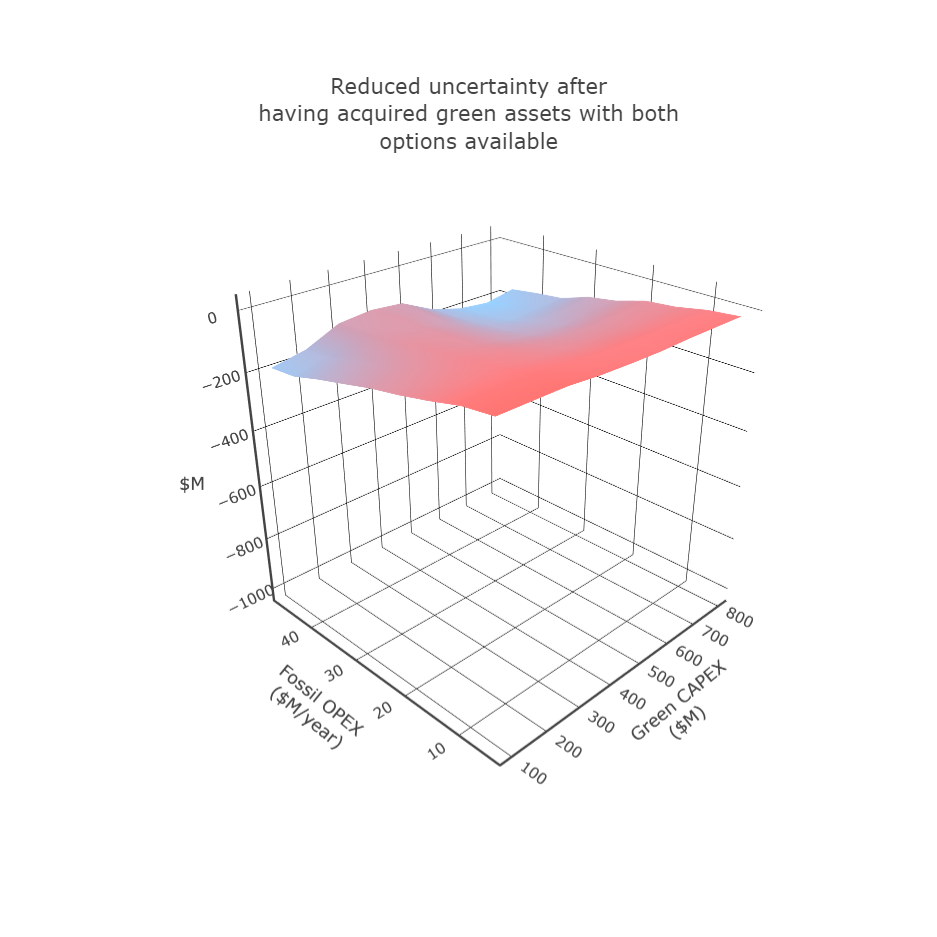 Reduced uncertainty after
having acquired green assets with both
options available
0
−200
−400
−600
−800
−1000
$M
40
30
20
10
Fossil OPEX
($M/year)
100
200
300
400
500
600
700
800
Green CAPEX
($M)